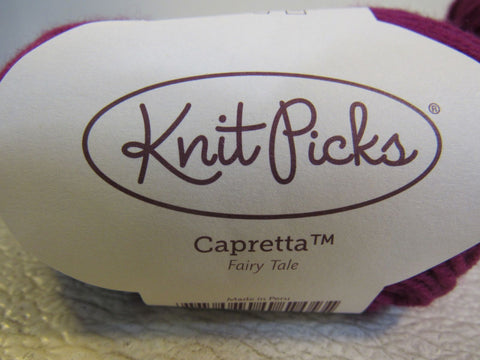 Knit Picks®
Capretta™
Fairy Tale
Made in Peru